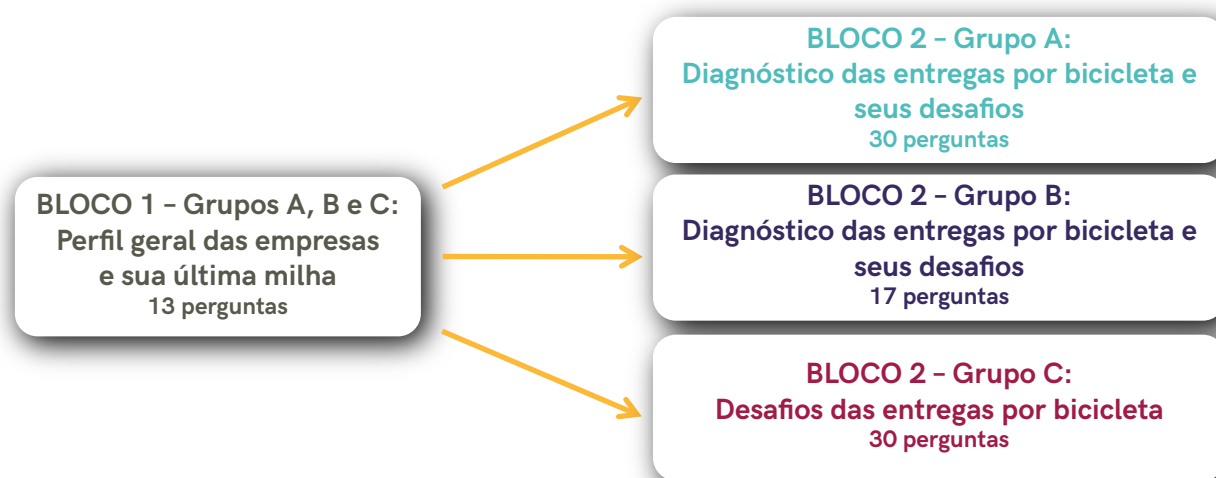 BLOCO 1 – Grupos A, B e C:
Perfil geral das empresas
e sua última milha
13 perguntas
BLOCO 2 – Grupo A:
Diagnóstico das entregas por bicicleta e
seus desafios
30 perguntas
BLOCO 2 – Grupo B:
Diagnóstico das entregas por bicicleta e
seus desafios
17 perguntas
BLOCO 2 – Grupo C:
Desafios das entregas por bicicleta
30 perguntas